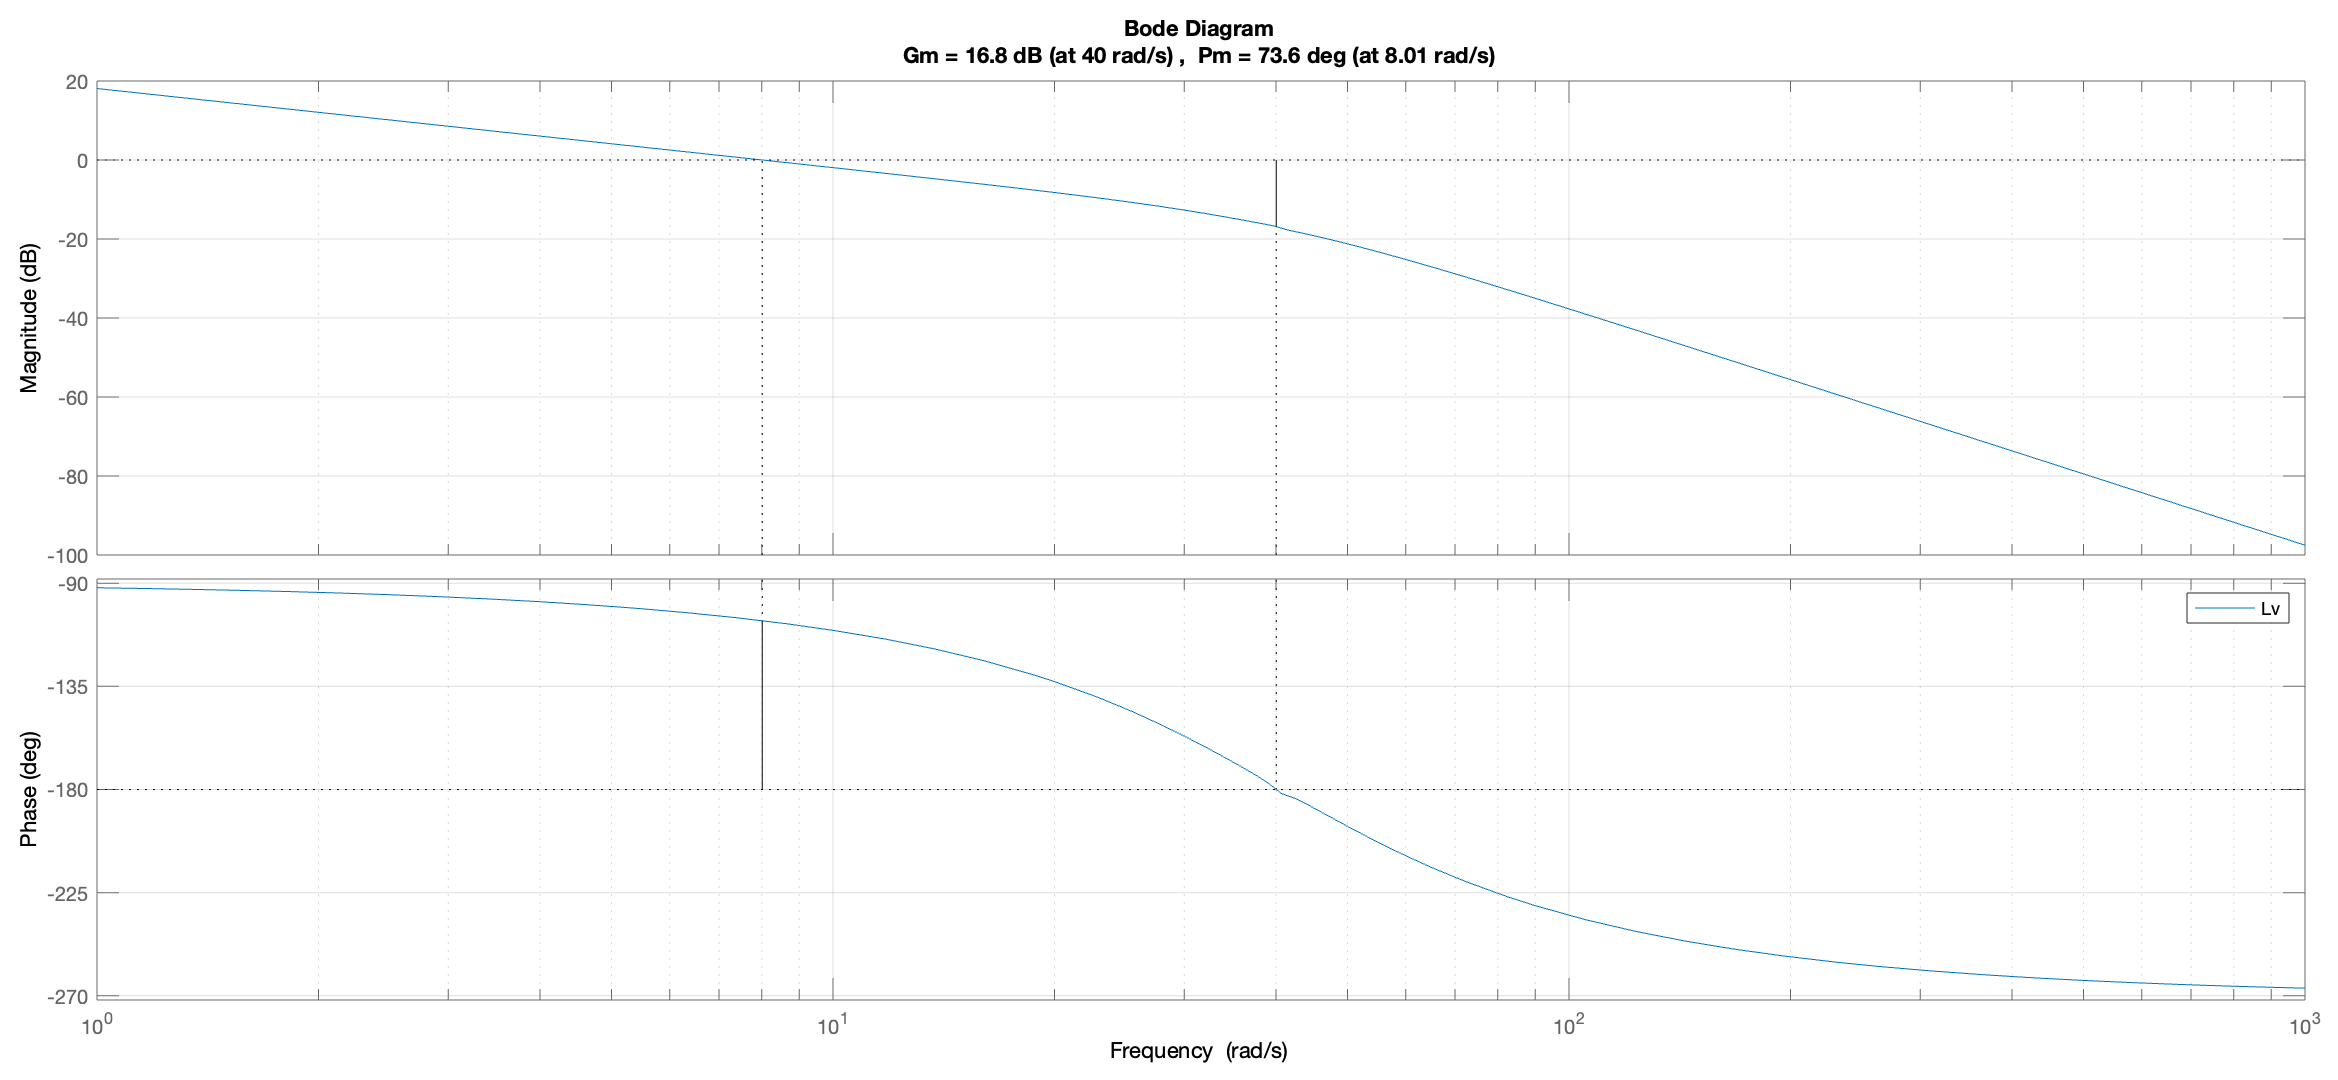 Bode Diagram
Gm = 16.8 dB (at 40 rad/s) ,  Pm = 73.6 deg (at 8.01 rad/s)
20
0
-20
-40
-60
-80
-100
Magnitude (dB)
-90
-135
-180
-225
-270
Phase (deg)
Lv
10^0
10^1
10^2
10^3
Frequency  (rad/s)